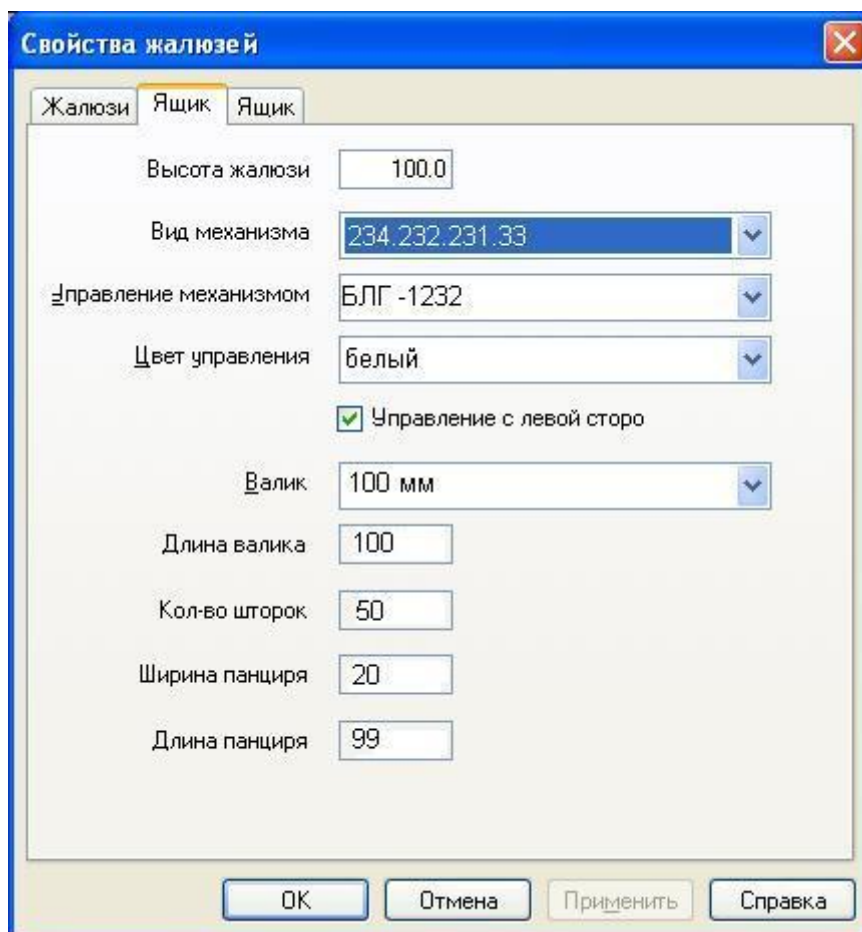 Свойства жалюзей
Жалюзи Ящик Ящик
Высота жалюзи 100.0
Вид механизма 234.232.231.33
Управление механизмом БЛГ -1232
Цвет управления белый
Управление с левой сторо
Валик 100 мм
Длина валика 100
Кол-во шторок 50
Ширина панциря 20
Длина панциря 99
OK Отмена Применить Справка